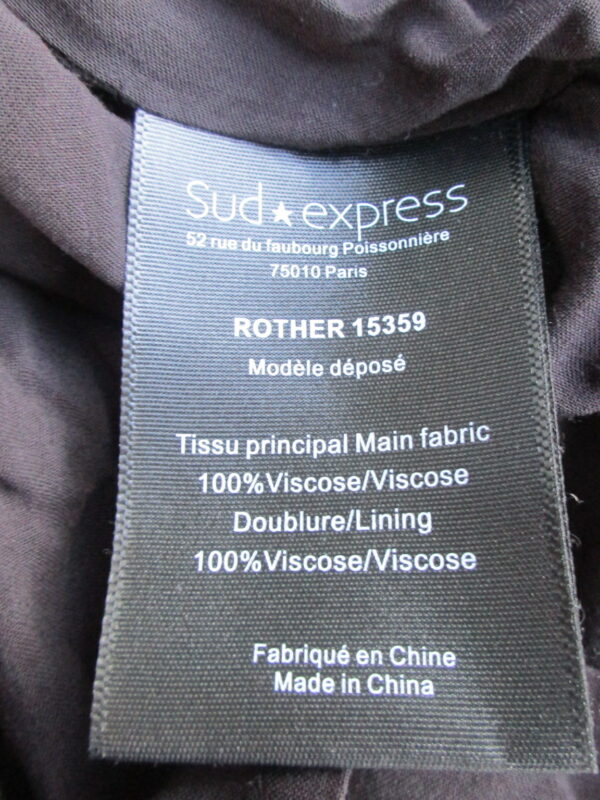 Sud★express
52 rue du faubourg Poissonnière
75010 Paris
ROTHER 15359
Modèle déposé
Tissu principal Main fabric
100%Viscose/Viscose
Doublure/Lining
100%Viscose/Viscose
Fabriqué en Chine
Made in China